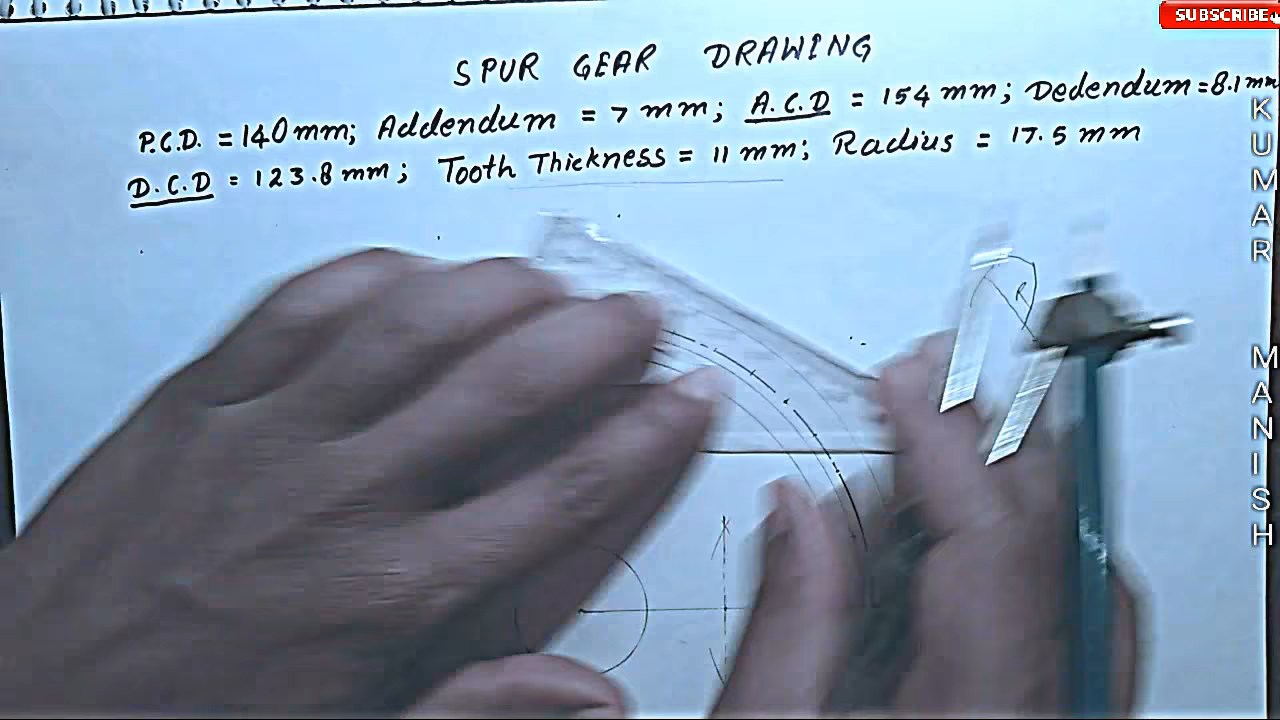 SUBSCRIBE
SPUR GEAR DRAWING
P.C.D. = 140 mm; Addendum = 7 mm; A.C.D = 154 mm; Dedendum = 8.1 mm
D.C.D = 123.8 mm; Tooth Thickness = 11 mm; Radius = 17.5 mm
R
KUMAR MANISH